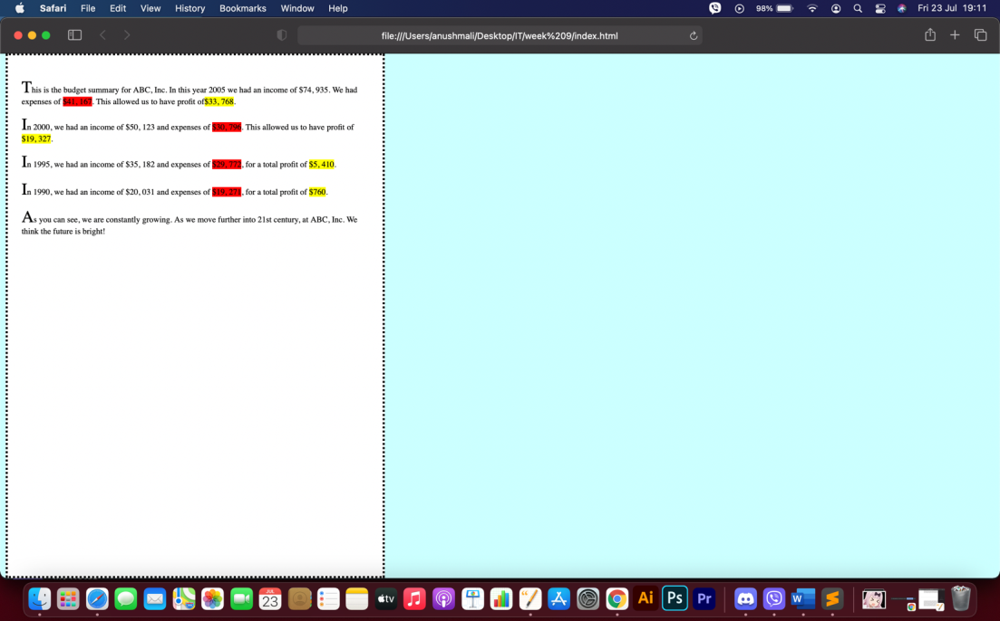 Safari File Edit View History Bookmarks Window Help 98% Fri 23 Jul 19:11
file:///Users/anushmali/Desktop/IT/week%209/index.html
This is the budget summary for ABC, Inc. In this year 2005 we had an income of $74, 935. We had
expenses of $41, 167. This allowed us to have profit of$33, 768.
In 2000, we had an income of $50, 123 and expenses of $30, 796. This allowed us to have profit of
$19, 327.
In 1995, we had an income of $35, 182 and expenses of $29, 772, for a total profit of $5, 410.
In 1990, we had an income of $20, 031 and expenses of $19, 271, for a total profit of $760.
As you can see, we are constantly growing. As we move further into 21st century, at ABC, Inc. We
think the future is bright!
JUL
23
tv
Ai
Ps
Pr
W